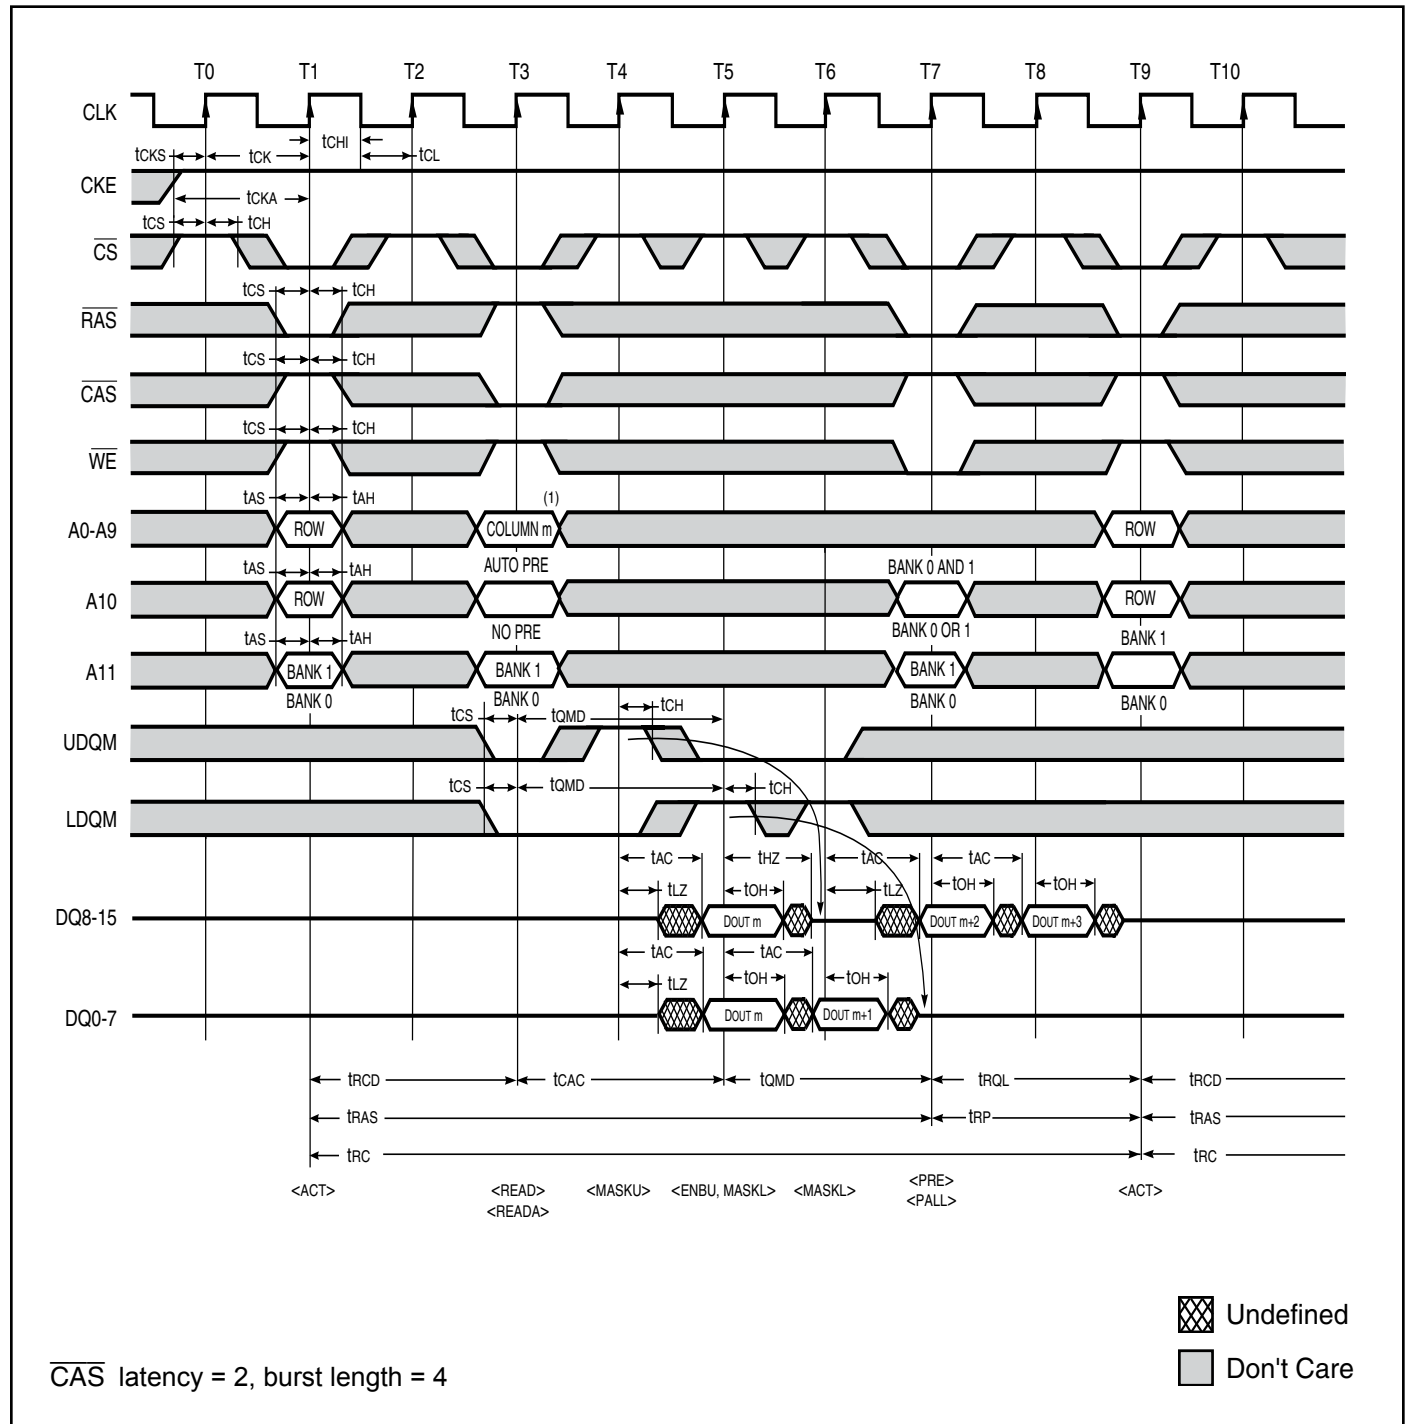 T0 T1 T2 T3 T4 T5 T6 T7 T8 T9 T10
CLK
tCHI
tCKS tCK tCL
CKE
tCKA
tCS tCH
CS
tCS tCH
RAS
tCS tCH
CAS
tCS tCH
WE
tAS tAH (1)
A0-A9 ROW COLUMN m ROW
tAS tAH AUTO PRE BANK 0 AND 1
A10 ROW ROW
tAS tAH NO PRE BANK 0 OR 1 BANK 1
A11 BANK 1 BANK 1 BANK 1
BANK 0 BANK 0 BANK 0 BANK 0
tCS tQMD tCH
UDQM
tCS tQMD tCH
LDQM
tAC tHZ tAC tAC
tLZ tOH tLZ tOH tOH
DQ8-15 DOUT m DOUT m+2 DOUT m+3
tAC tAC
tLZ tOH tOH
DQ0-7 DOUT m DOUT m+1
tRCD tCAC tQMD tRQL tRCD
tRAS tRP tRAS
tRC tRC
<ACT> <READ> <MASKU> <ENBU, MASKL> <MASKL> <PRE> <ACT>
<READA> <PALL>
Undefined
Don't Care
CAS latency = 2, burst length = 4